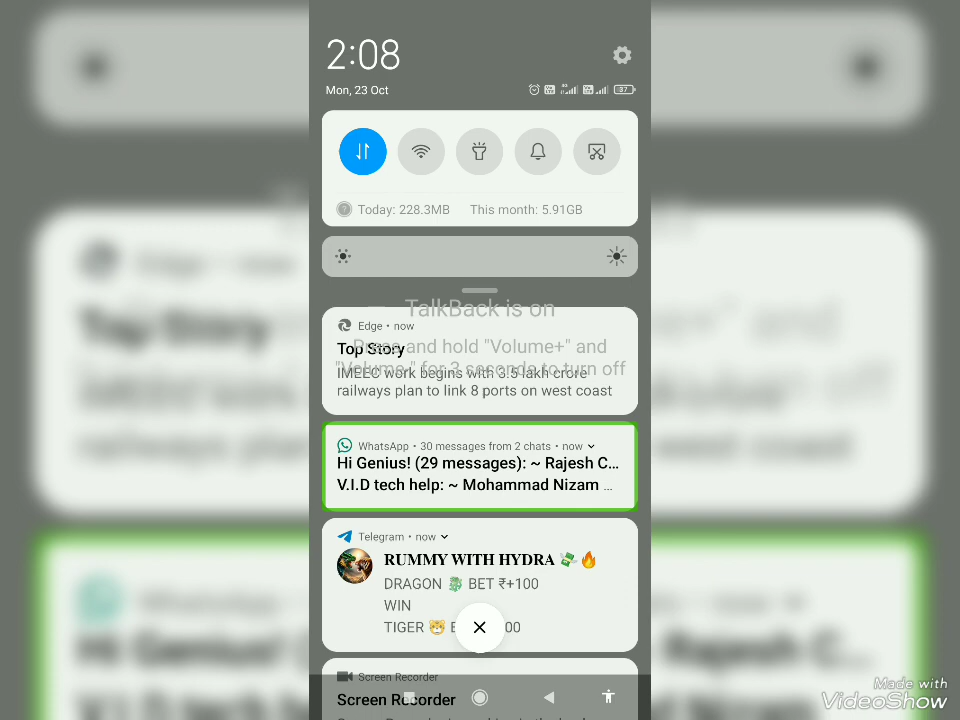 2:08
Mon, 23 Oct
37
Today: 228.3MB This month: 5.91GB
TalkBack is on
Edge • now
Press and hold "Volume+" and
Top Story
"Volume-" for 3 seconds to turn off
IMEEC work begins with 3.5 lakh crore
railways plan to link 8 ports on west coast
WhatsApp • 30 messages from 2 chats • now
Hi Genius! (29 messages): ~ Rajesh C...
V.I.D tech help: ~ Mohammad Nizam ...
Telegram • now
RUMMY WITH HYDRA 💸🔥
DRAGON 🐉 BET ₹+100
WIN
TIGER 🐯
Screen Recorder
Screen Recorder
Made with
VideoShow